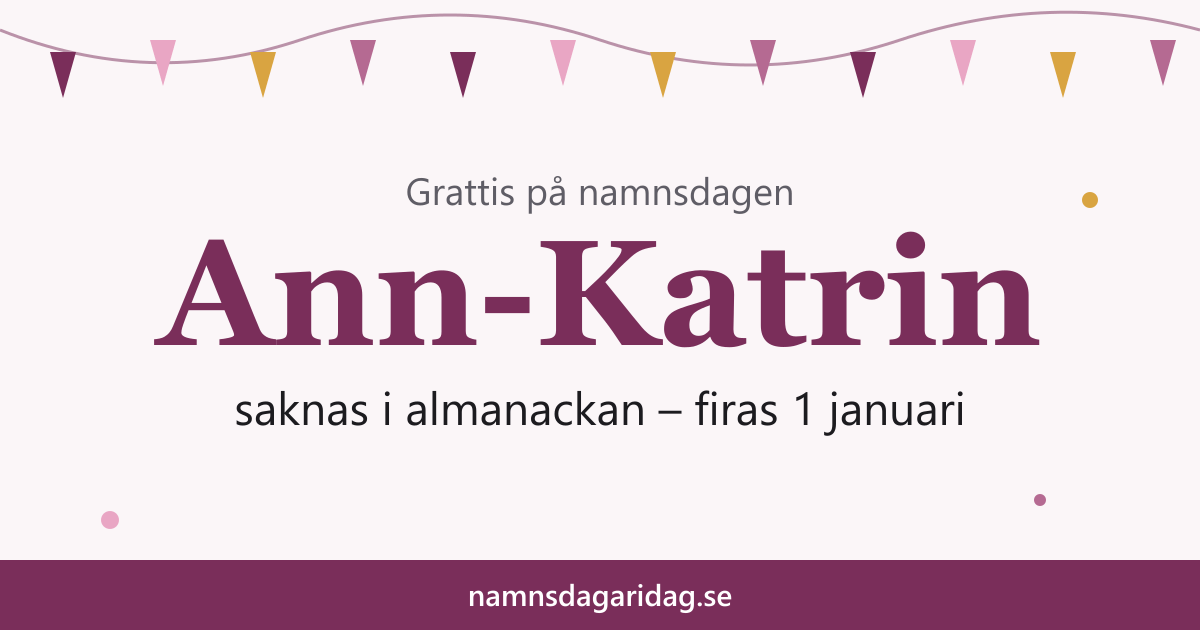 Grattis på namnsdagen
Ann-Katrin
saknas i almanackan – firas 1 januari
namnsdagaridag.se